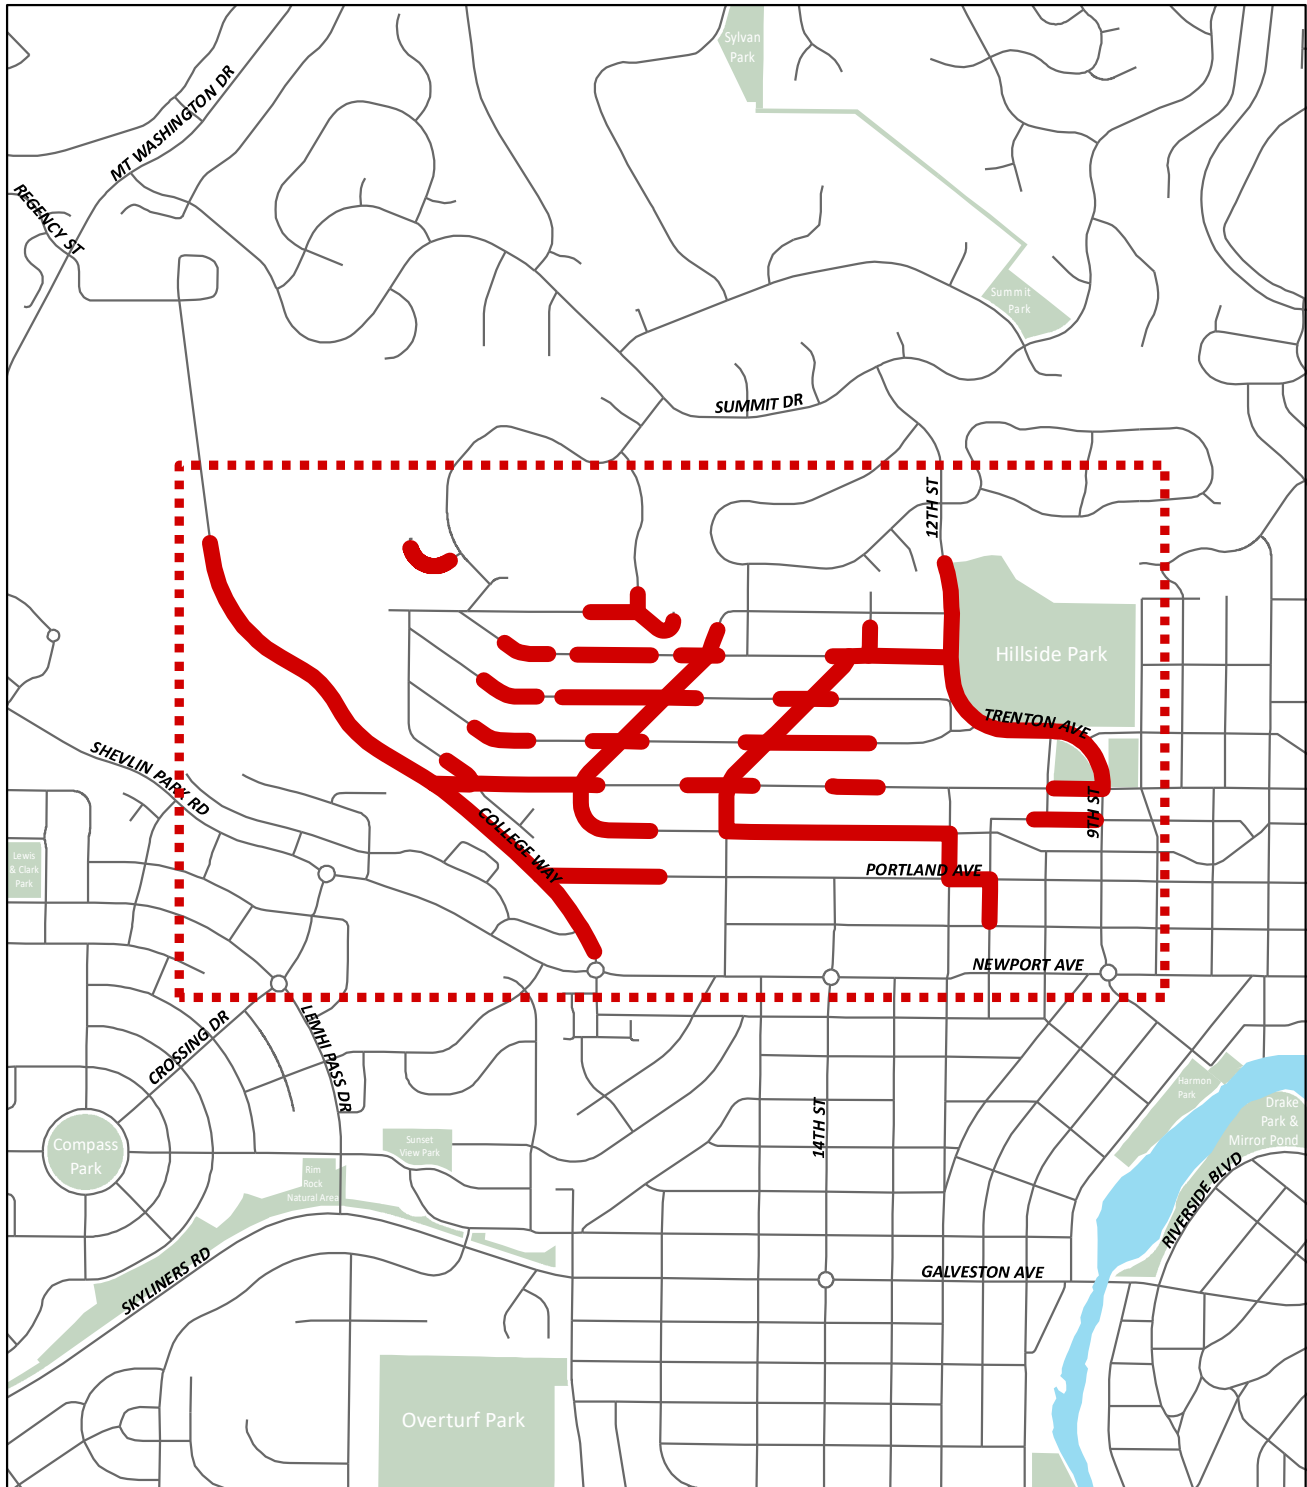 Sylvan
Park
MT WASHINGTON DR
REGENCY ST
Summit
Park
SUMMIT DR
12TH ST
Hillside Park
TRENTON AVE
SHEVLIN PARK RD
9TH ST
COLLEGE WAY
Lewis
& Clark
Park
PORTLAND AVE
NEWPORT AVE
CROSSING DR
LEMHI PASS DR
Harmon
Park
Drake
Park &
Mirror Pond
14TH ST
Compass
Park
Sunset
View Park
Rim
Rock
Natural Area
RIVERSIDE BLVD
SKYLINERS RD
GALVESTON AVE
Overturf Park